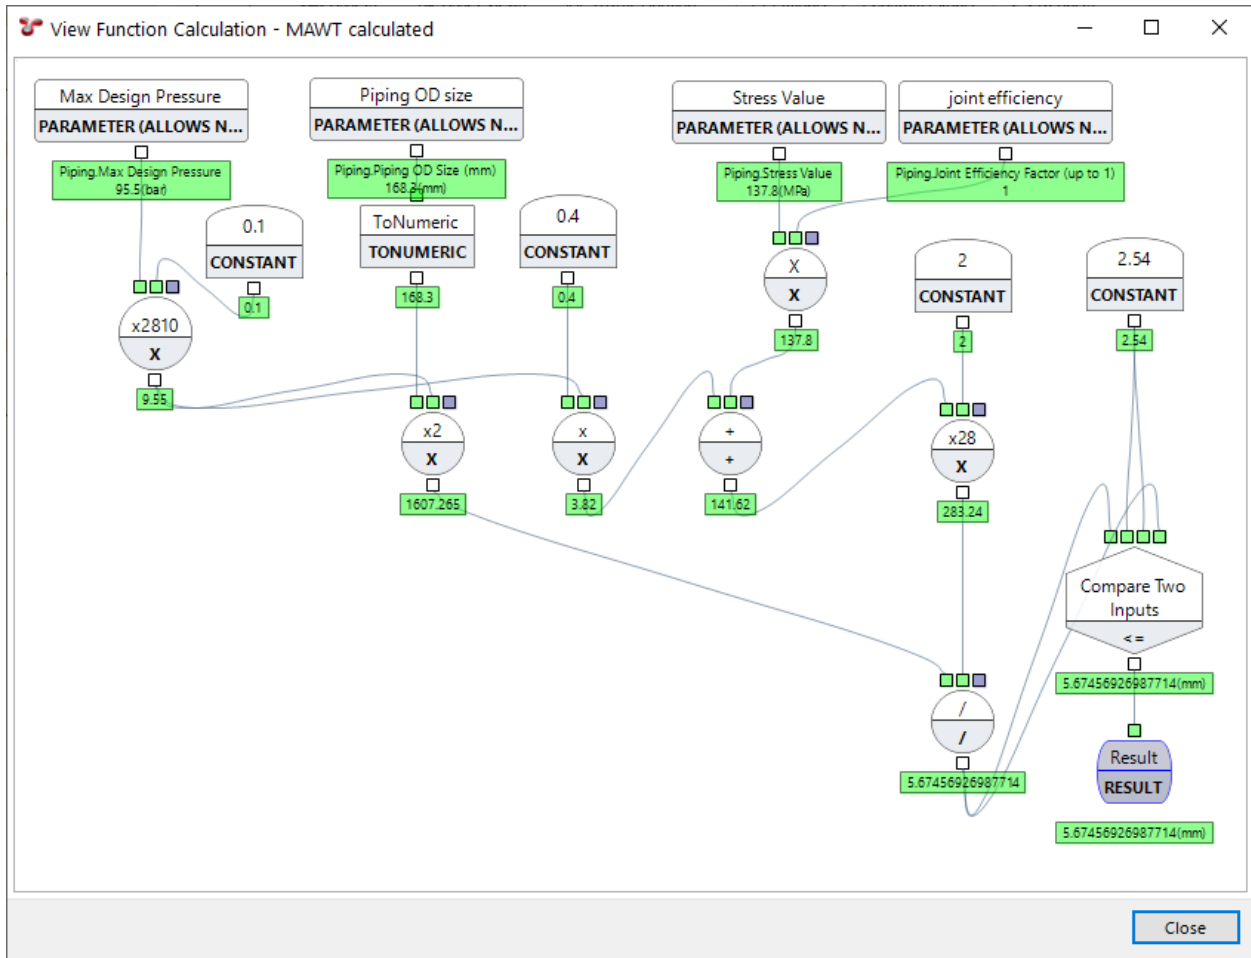 View Function Calculation - MAWT calculated
Max Design Pressure
PARAMETER (ALLOWS N...
Piping.Max Design Pressure
95.5(bar)
Piping OD size
PARAMETER (ALLOWS N...
Piping.Piping OD Size (mm)
168.3(mm)
Stress Value
PARAMETER (ALLOWS N...
Piping.Stress Value
137.8(MPa)
joint efficiency
PARAMETER (ALLOWS N...
Piping.Joint Efficiency Factor (up to 1)
1
0.1
CONSTANT
0.1
ToNumeric
TONUMERIC
168.3
0.4
CONSTANT
0.4
X
X
137.8
2
CONSTANT
2
2.54
CONSTANT
2.54
x2810
X
9.55
x2
X
1607.265
x
X
3.82
+
+
141.62
x28
X
283.24
Compare Two
Inputs
<=
5.67456926987714(mm)
/
/
5.67456926987714
Result
RESULT
5.67456926987714(mm)
Close